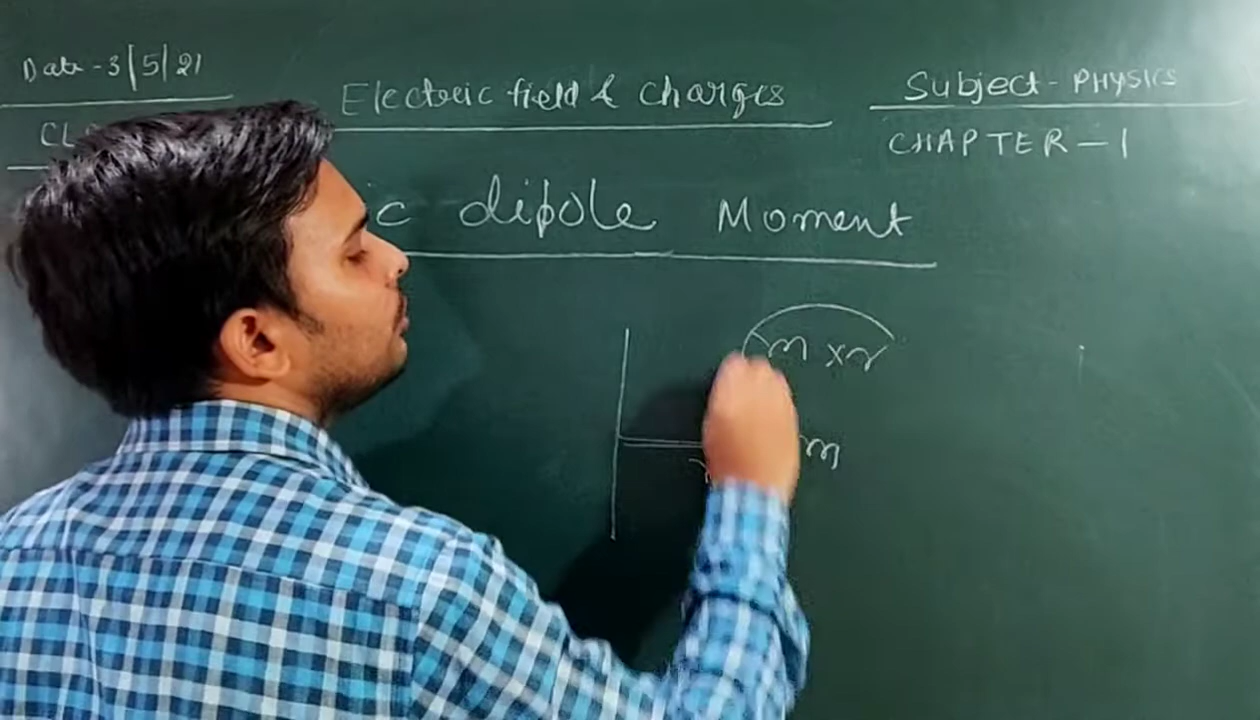 Date - 3/5/21
Electric field & Charges
Subject - PHYSICS
CHAPTER - 1
dipole Moment
m x r
m